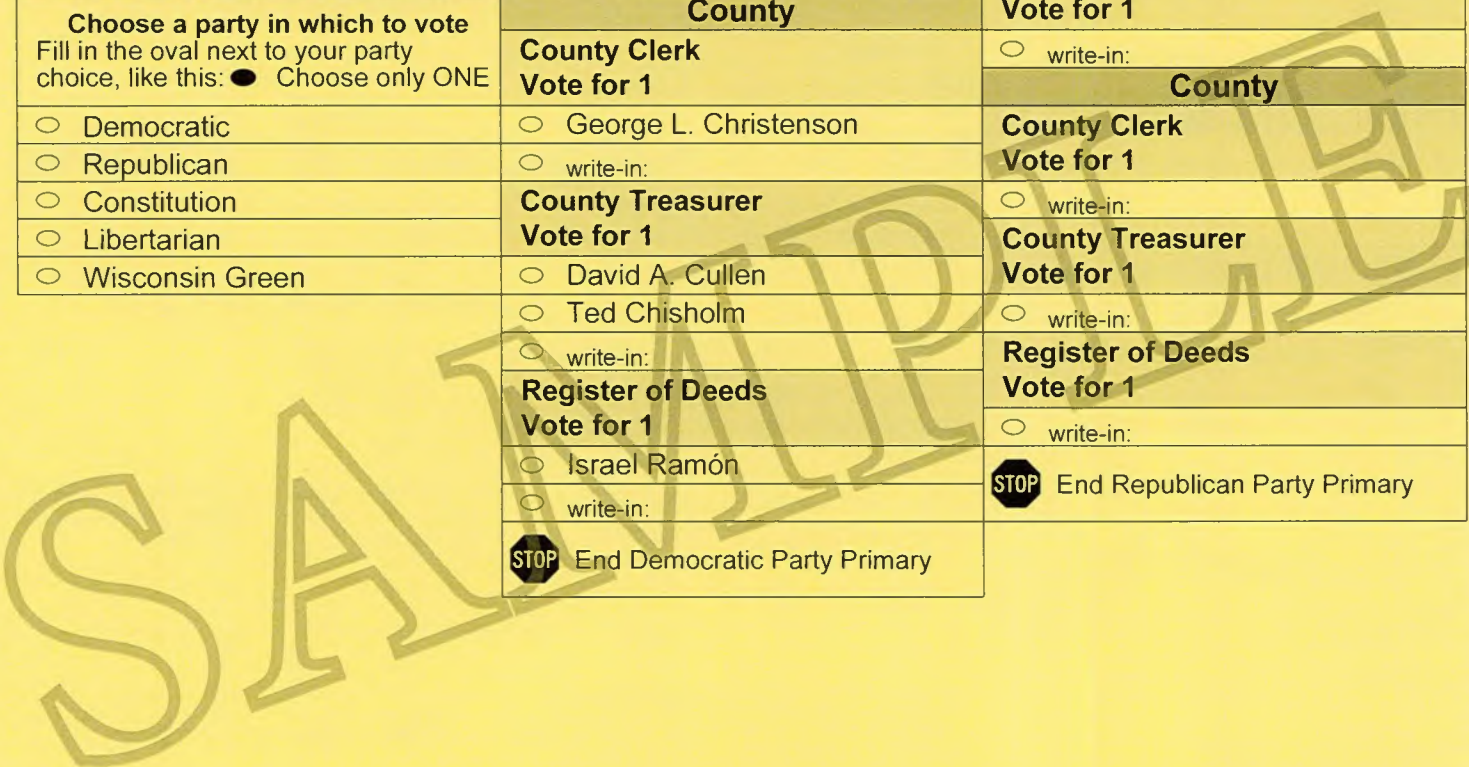 Choose a party in which to vote
Fill in the oval next to your party
choice, like this: Choose only ONE
Democratic
Republican
Constitution
Libertarian
Wisconsin Green
County
County Clerk
Vote for 1
George L. Christenson
write-in:
County Treasurer
Vote for 1
David A. Cullen
Ted Chisholm
write-in:
Register of Deeds
Vote for 1
Israel Ramón
write-in:
STOP End Democratic Party Primary
Vote for 1
write-in:
County
County Clerk
Vote for 1
write-in:
County Treasurer
Vote for 1
write-in:
Register of Deeds
Vote for 1
write-in:
STOP End Republican Party Primary
SAMPLE